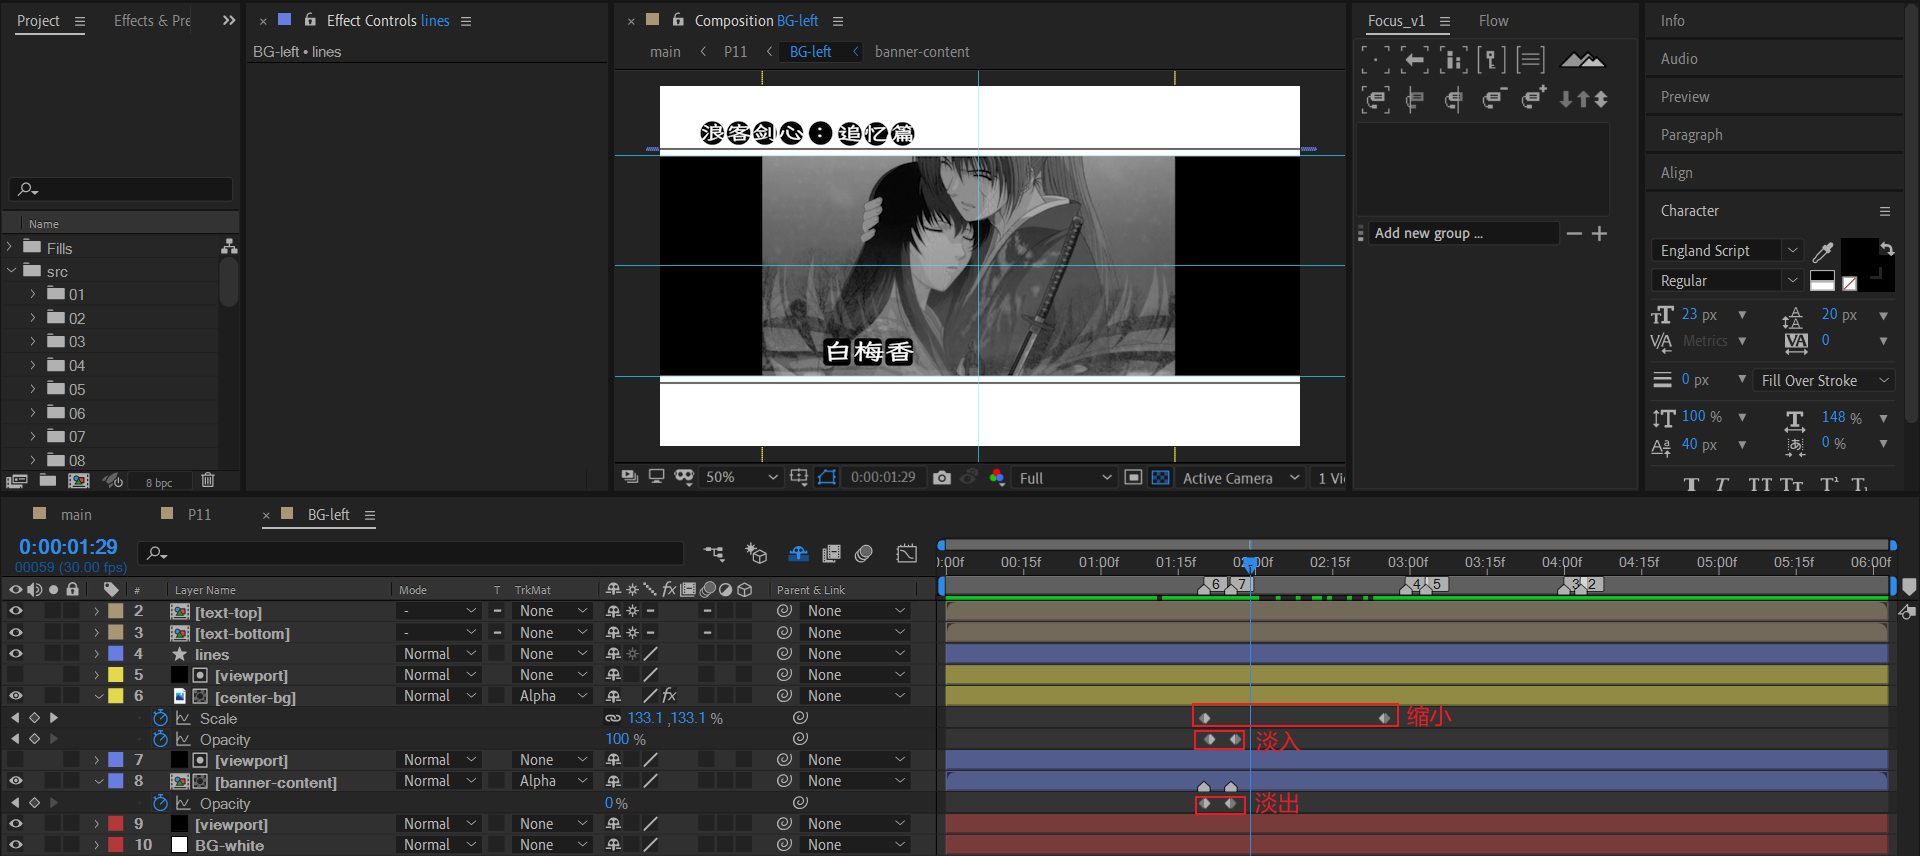 Project
Effects & Pre
Effect Controls lines
BG-left • lines
Composition BG-left
main
P11
BG-left
banner-content
Focus_v1
Flow
Info
Audio
Preview
Paragraph
Align
Character
England Script
Regular
23 px
20 px
Metrics
0
0 px
Fill Over Stroke
100 %
148 %
40 px
0 %
T T TT Tт T¹ T₁
Add new group ...
Name
Fills
src
01
02
03
04
05
06
07
08
8 bpc
浪客剑心：追忆篇
白梅香
50%
0:00:01:29
Full
Active Camera
1 Vi
main
P11
BG-left
0:00:01:29
00059 (30.00 fps)
:00f 00:15f 01:00f 01:15f 02:00f 02:15f 03:00f 03:15f 04:00f 04:15f 05:00f 05:15f 06:00f
# Layer Name Mode T TrkMat Parent & Link
6 7 4 5 3 2
2 [text-top] - None None
3 [text-bottom] - None None
4 lines Normal None None
5 [viewport] Normal None
6 [center-bg] Normal Alpha None
Scale 133.1 ,133.1 % 缩小
Opacity 100 % 淡入
7 [viewport] Normal None None
8 [banner-content] Normal Alpha None
Opacity 0 % 淡出
9 [viewport] Normal None None
10 BG-white Normal None None